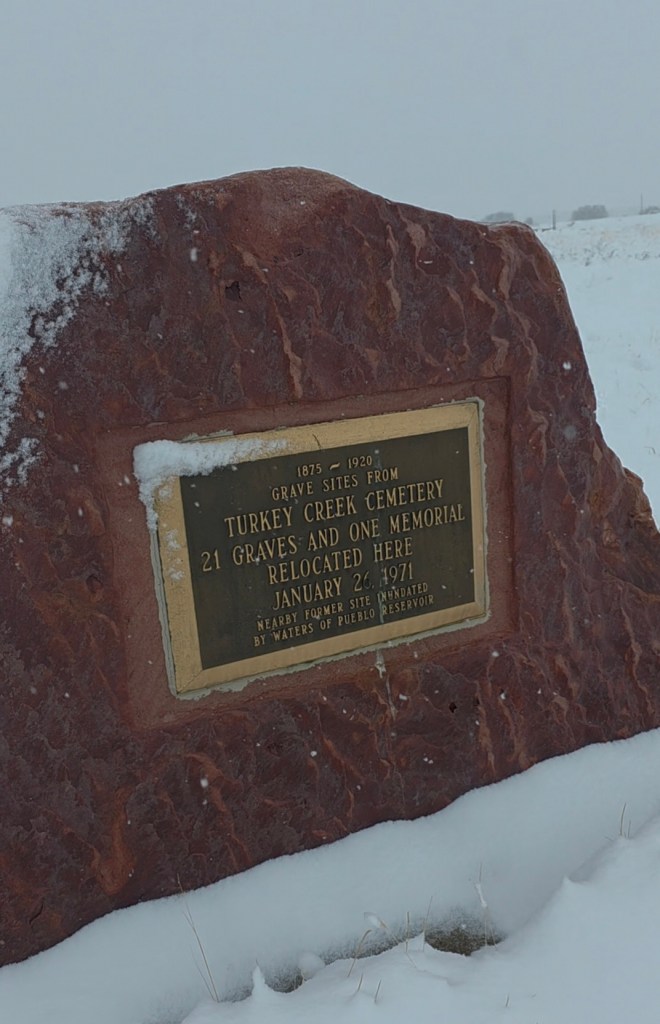 1875 ~ 1920
GRAVE SITES FROM
TURKEY CREEK CEMETERY
21 GRAVES AND ONE MEMORIAL
RELOCATED HERE
JANUARY 1971
NEARBY FORMER SITE INUNDATED
BY WATERS OF PUEBLO RESERVOIR